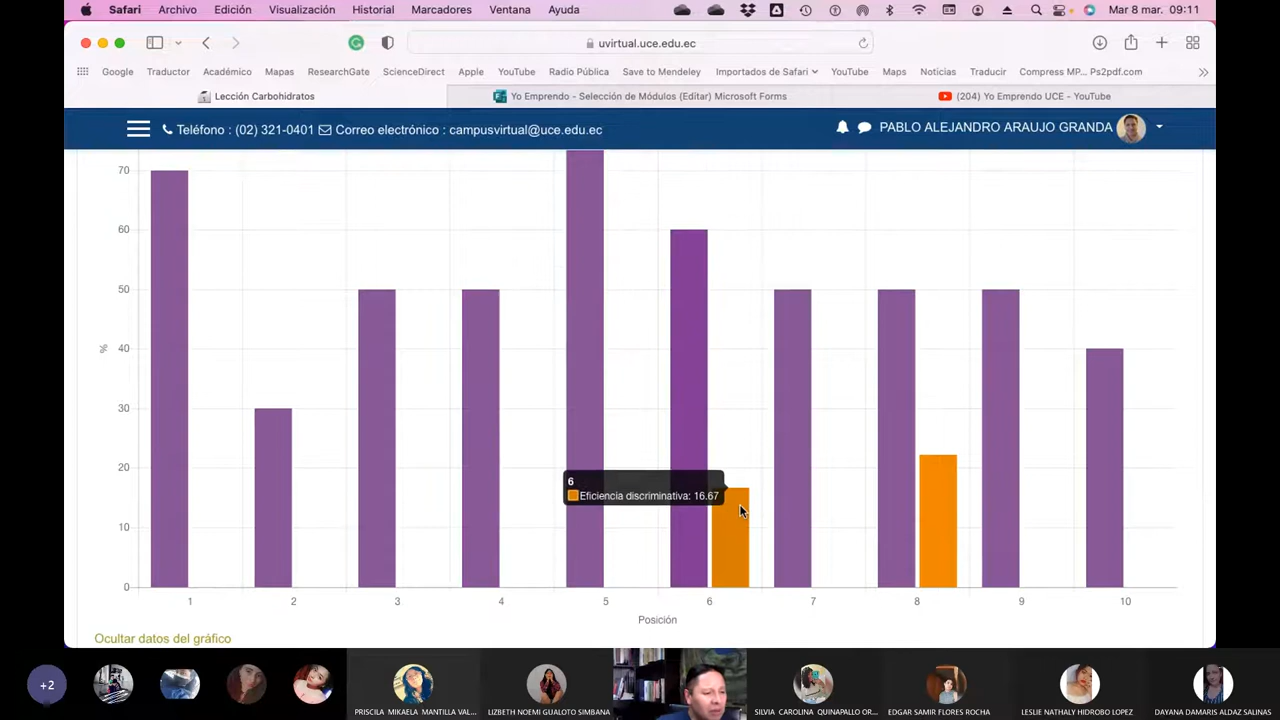 Safari Archivo Edición Visualización Historial Marcadores Ventana Ayuda Mar 8 mar. 09:11
uvirtual.uce.edu.ec
Google Traductor Académico Mapas ResearchGate ScienceDirect Apple YouTube Radio Pública Save to Mendeley Importados de Safari YouTube Maps Noticias Traducir Compress MP... Ps2pdf.com
Lección Carbohidratos Yo Emprendo - Selección de Módulos (Editar) Microsoft Forms (204) Yo Emprendo UCE - YouTube
Teléfono : (02) 321-0401 Correo electrónico : campusvirtual@uce.edu.ec PABLO ALEJANDRO ARAUJO GRANDA
70
60
50
%
40
30
20
10
0
6
Eficiencia discriminativa: 16.67
1 2 3 4 5 6 7 8 9 10
Posición
Ocultar datos del gráfico
+2
PRISCILA MIKAELA MANTILLA VAL... LIZBETH NOEMI GUALOTO SIMBANA SILVIA CAROLINA QUINAPALLO OR... EDGAR SAMIR FLORES ROCHA LESLIE NATHALY HIDROBO LOPEZ DAYANA DAMARIS ALDAZ SALINAS